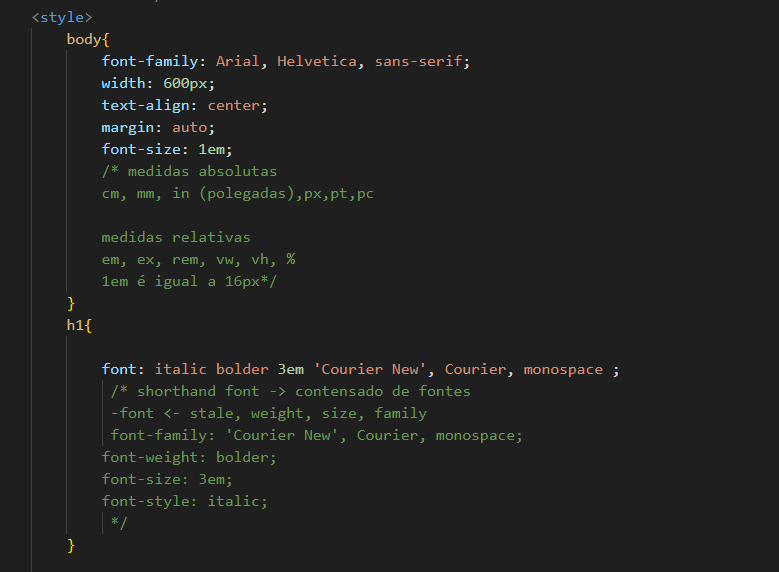 <style>
body{
font-family: Arial, Helvetica, sans-serif;
width: 600px;
text-align: center;
margin: auto;
font-size: 1em;
/* medidas absolutas
cm, mm, in (polegadas),px,pt,pc
medidas relativas
em, ex, rem, vw, vh, %
1em é igual a 16px*/
}
h1{
font: italic bolder 3em 'Courier New', Courier, monospace ;
/* shorthand font -> contensado de fontes
-font <- stale, weight, size, family
font-family: 'Courier New', Courier, monospace;
font-weight: bolder;
font-size: 3em;
font-style: italic;
*/
}